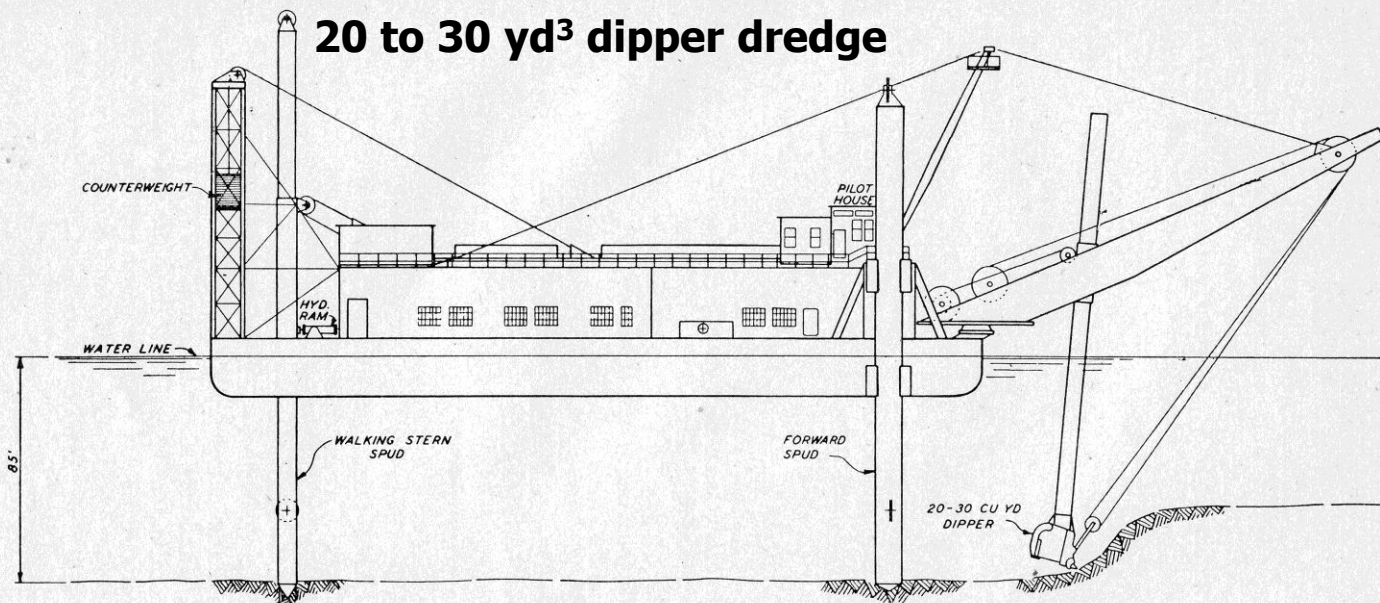 20 to 30 yd³ dipper dredge
COUNTERWEIGHT
PILOT
HOUSE
HYD.
RAM
WATER LINE
85'
WALKING STERN
SPUD
FORWARD
SPUD
20-30 CU YD
DIPPER